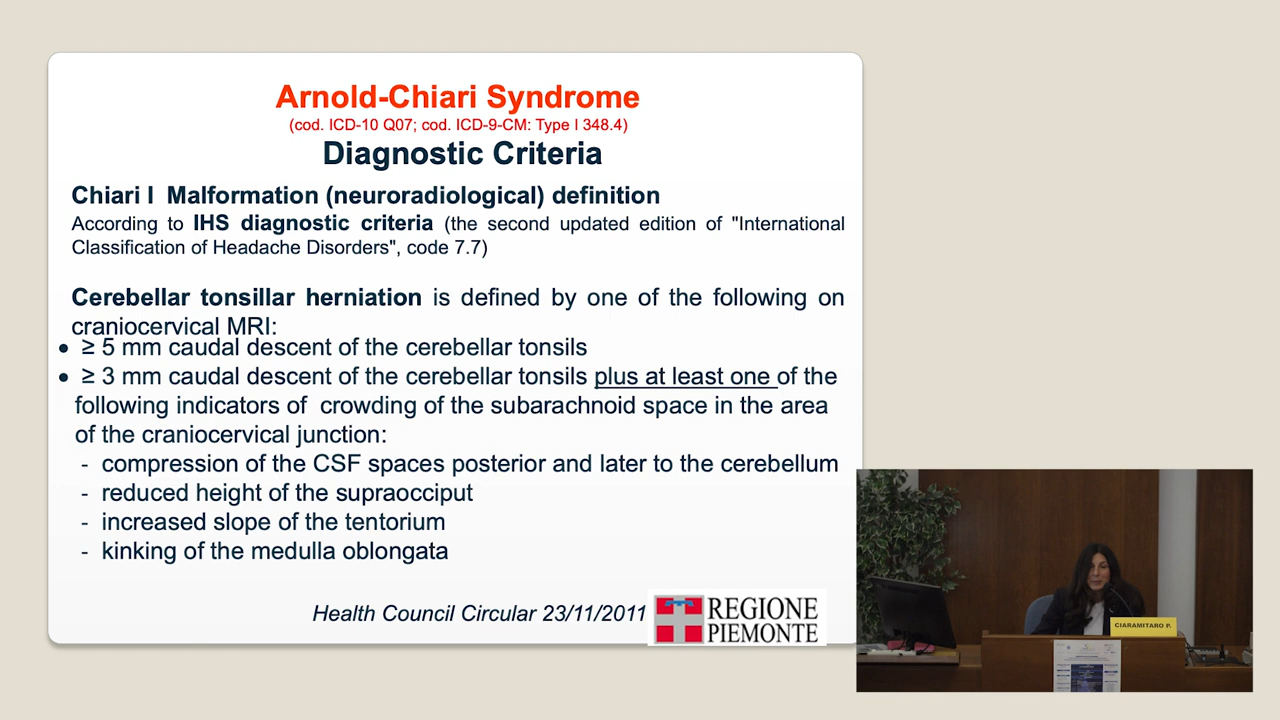 Arnold-Chiari Syndrome
(cod. ICD-10 Q07; cod. ICD-9-CM: Type I 348.4)
Diagnostic Criteria
Chiari I Malformation (neuroradiological) definition
According to IHS diagnostic criteria (the second updated edition of "International
Classification of Headache Disorders", code 7.7)
Cerebellar tonsillar herniation is defined by one of the following on
craniocervical MRI:
• ≥ 5 mm caudal descent of the cerebellar tonsils
• ≥ 3 mm caudal descent of the cerebellar tonsils plus at least one of the
following indicators of crowding of the subarachnoid space in the area
of the craniocervical junction:
- compression of the CSF spaces posterior and later to the cerebellum
- reduced height of the supraocciput
- increased slope of the tentorium
- kinking of the medulla oblongata
Health Council Circular 23/11/2011
REGIONE
PIEMONTE
CIARAMITARO P.